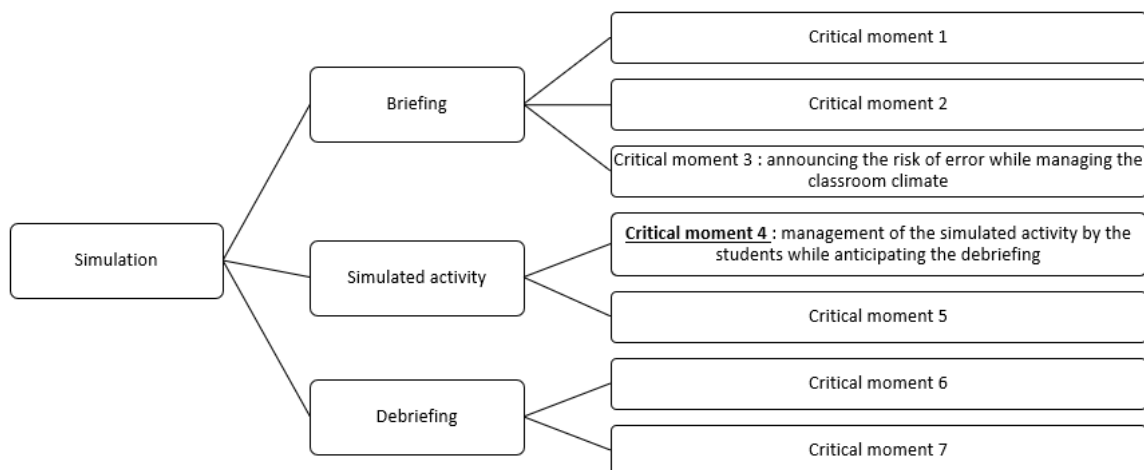 Critical moment 1
Briefing
Critical moment 2
Critical moment 3 : announcing the risk of error while managing the
classroom climate
Simulation
Critical moment 4 : management of the simulated activity by the
students while anticipating the debriefing
Simulated activity
Critical moment 5
Critical moment 6
Debriefing
Critical moment 7